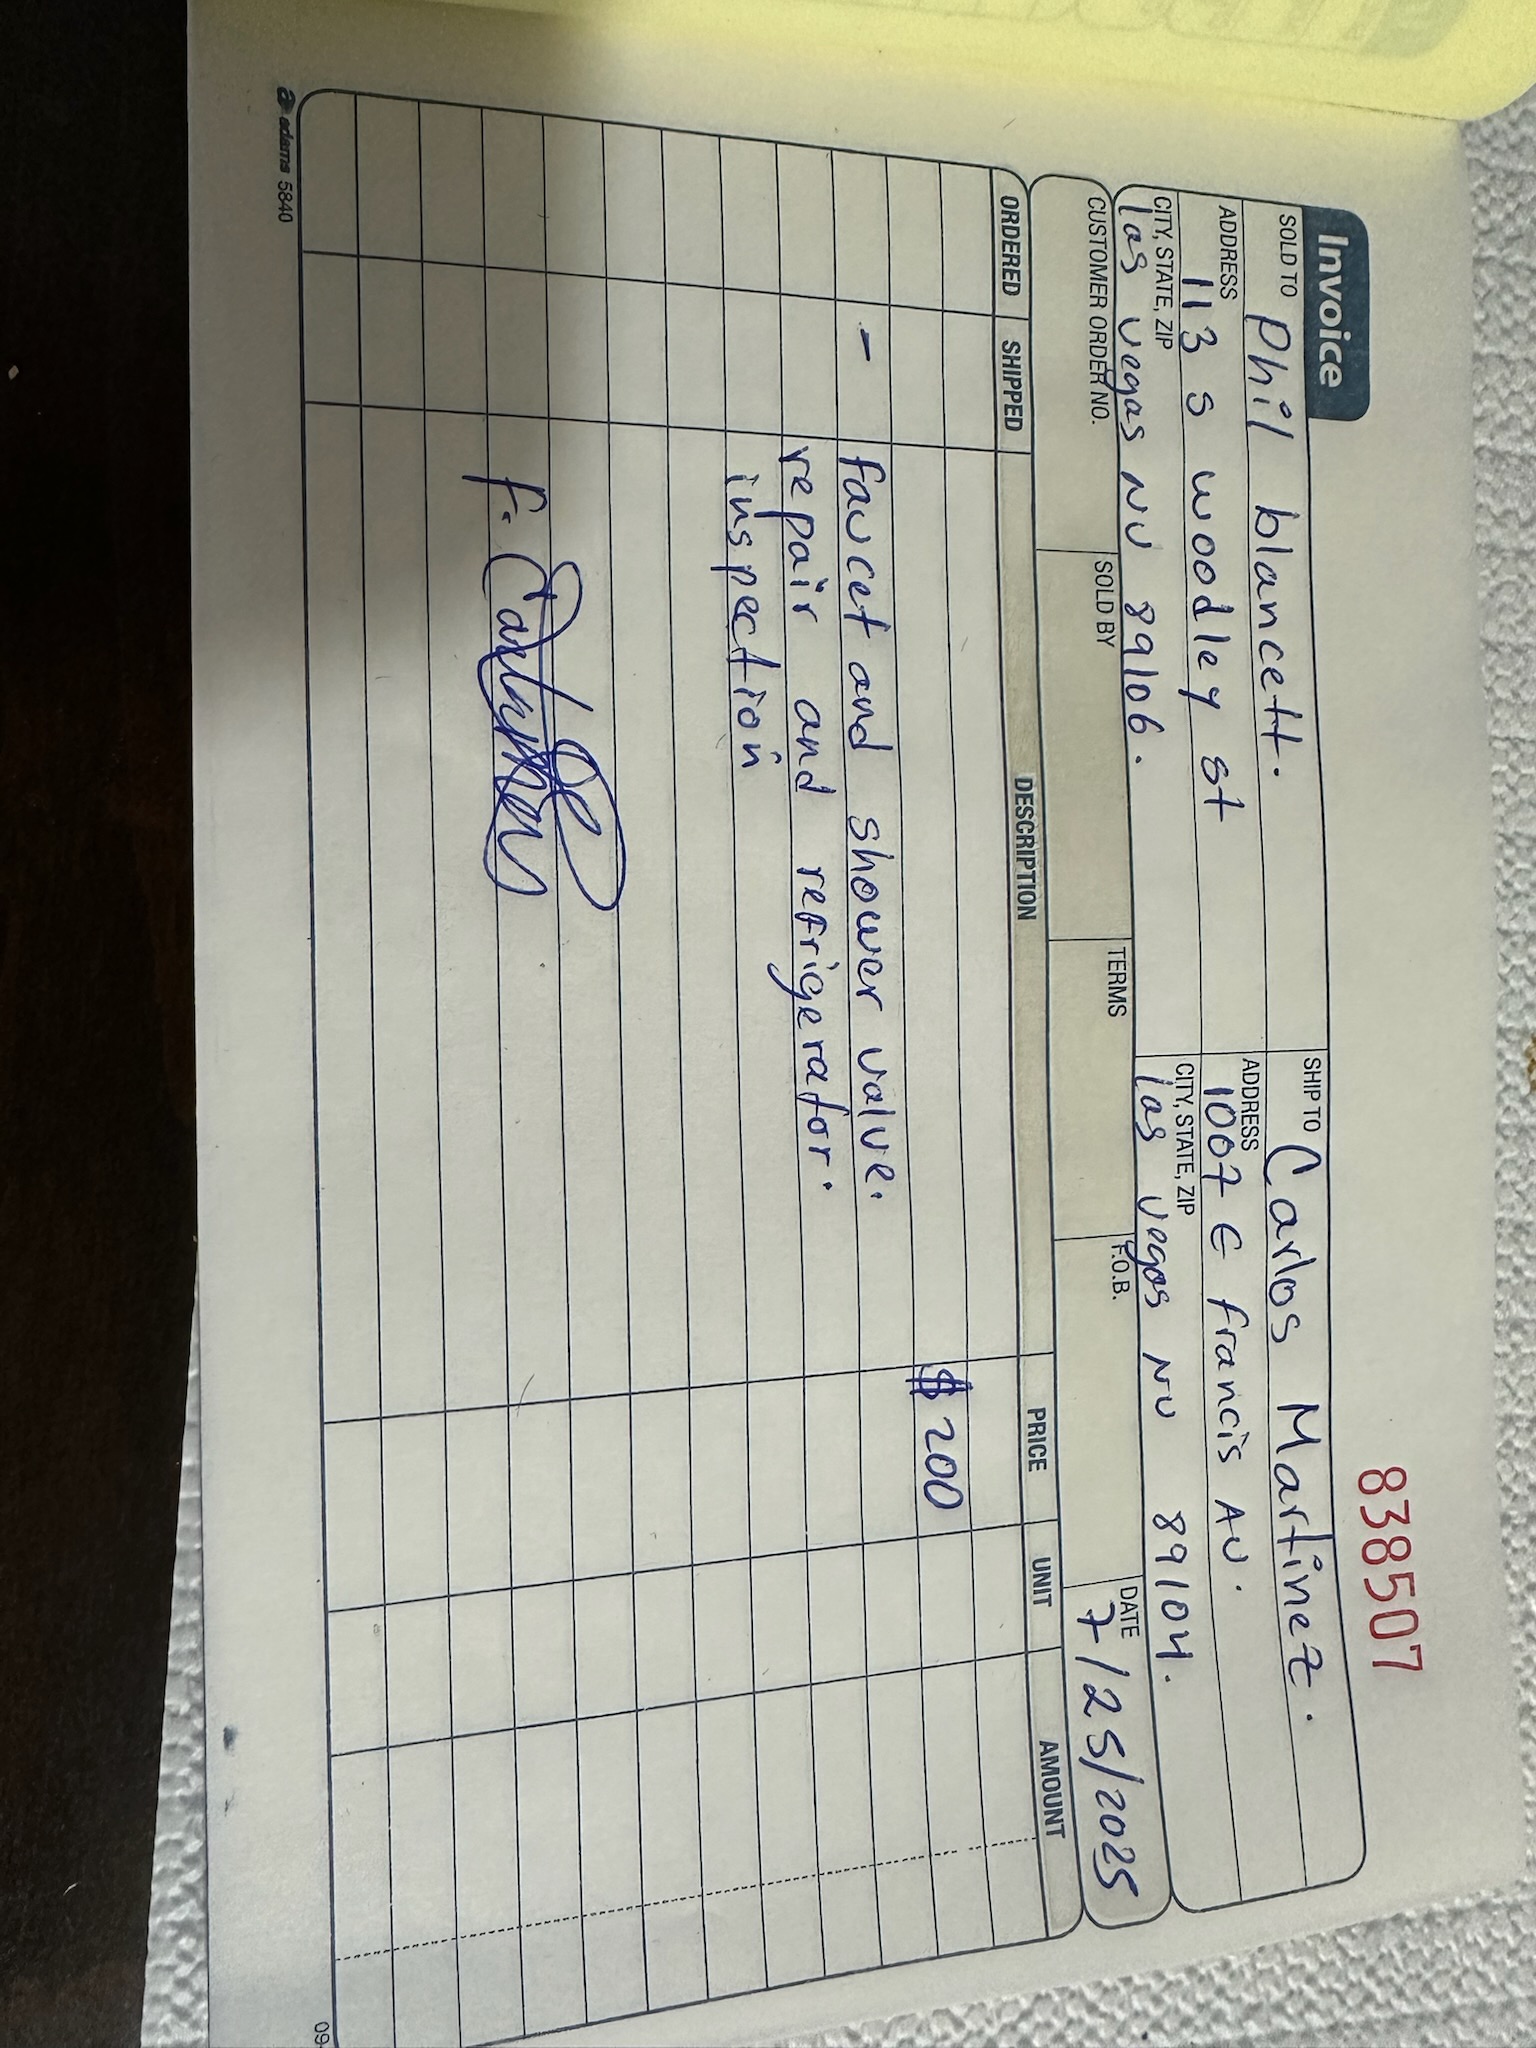 838507
Invoice
SOLD TO Phil blancett.
SHIP TO Carlos Martinez.
ADDRESS 113 S woodley st
ADDRESS 1007 E francis AV.
CITY, STATE, ZIP las vegas NV 89106.
CITY, STATE, ZIP las vegas NV 89104.
CUSTOMER ORDER NO. SOLD BY TERMS F.O.B. DATE 7/25/2025
ORDERED SHIPPED DESCRIPTION PRICE UNIT AMOUNT
$200
- faucet and shower valve.
repair and refrigerator.
inspection
F.
adams 5840
09-